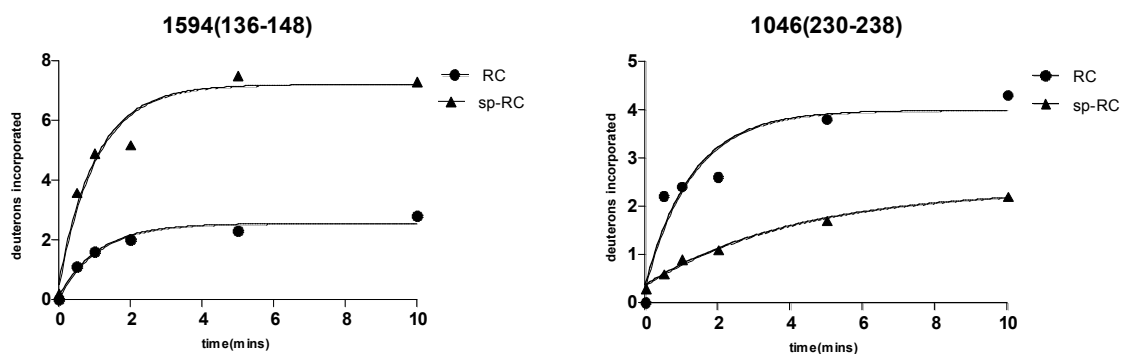 1594(136-148)
8
6
4
2
0
0 2 4 6 8 10
deuterons incorporated
time(mins)
RC
sp-RC
1046(230-238)
5
4
3
2
1
0
0 2 4 6 8 10
deuterons incorporated
time(mins)
RC
sp-RC